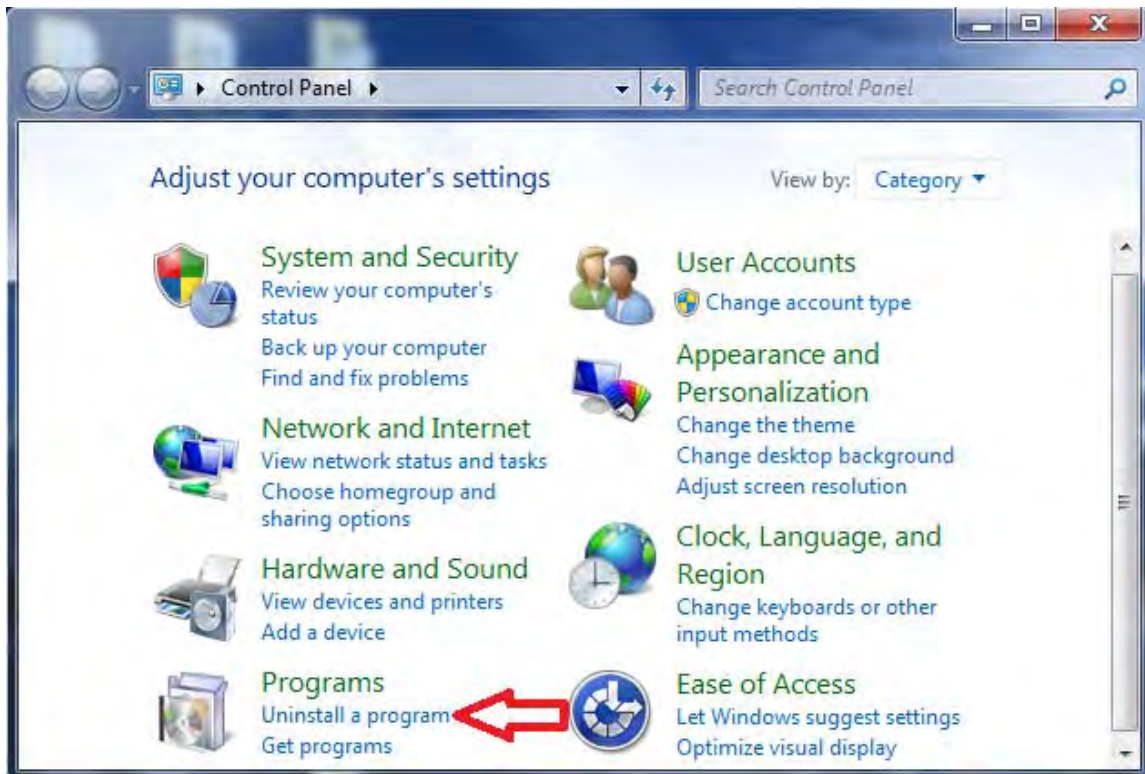 Control Panel
Search Control Panel
Adjust your computer's settings
View by: Category
System and Security
Review your computer's
status
Back up your computer
Find and fix problems
Network and Internet
View network status and tasks
Choose homegroup and
sharing options
Hardware and Sound
View devices and printers
Add a device
Programs
Uninstall a program
Get programs
User Accounts
Change account type
Appearance and
Personalization
Change the theme
Change desktop background
Adjust screen resolution
Clock, Language, and
Region
Change keyboards or other
input methods
Ease of Access
Let Windows suggest settings
Optimize visual display